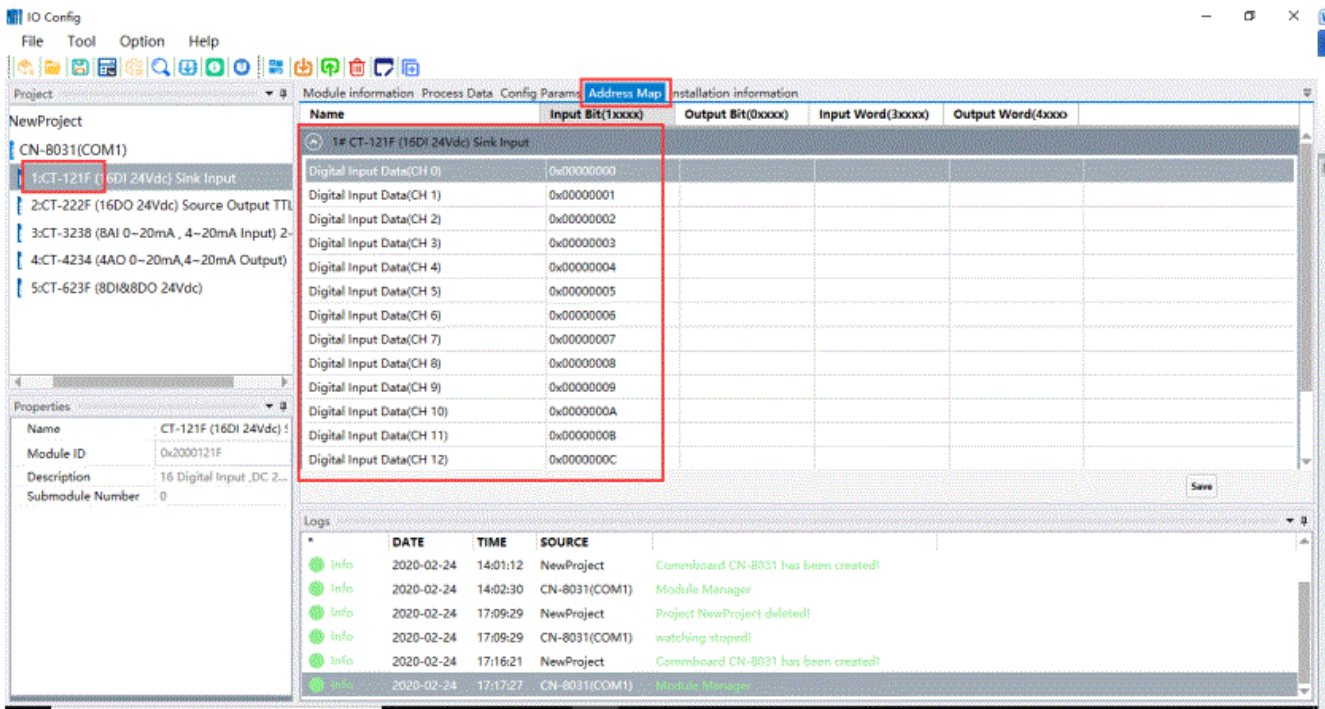 IO Config
File Tool Option Help
Project
NewProject
CN-8031(COM1)
1:CT-121F (16DI 24Vdc) Sink Input
2:CT-222F (16DO 24Vdc) Source Output TTL
3:CT-3238 (8AI 0~20mA , 4~20mA Input) 2-
4:CT-4234 (4AO 0~20mA,4~20mA Output)
5:CT-623F (8DI&8DO 24Vdc)
Properties
Name CT-121F (16DI 24Vdc) S
Module ID 0x2000121F
Description 16 Digital Input ,DC 2...
Submodule Number 0
Module information Process Data Config Params Address Map nstallation information
Name Input Bit(1xxxx) Output Bit(0xxxx) Input Word(3xxxx) Output Word(4xxxx)
1# CT-121F (16DI 24Vdc) Sink Input
Digital Input Data(CH 0) 0x00000000
Digital Input Data(CH 1) 0x00000001
Digital Input Data(CH 2) 0x00000002
Digital Input Data(CH 3) 0x00000003
Digital Input Data(CH 4) 0x00000004
Digital Input Data(CH 5) 0x00000005
Digital Input Data(CH 6) 0x00000006
Digital Input Data(CH 7) 0x00000007
Digital Input Data(CH 8) 0x00000008
Digital Input Data(CH 9) 0x00000009
Digital Input Data(CH 10) 0x0000000A
Digital Input Data(CH 11) 0x0000000B
Digital Input Data(CH 12) 0x0000000C
Save
Logs
* DATE TIME SOURCE
Info 2020-02-24 14:01:12 NewProject Commboard CN-8031 has been created!
Info 2020-02-24 14:02:30 CN-8031(COM1) Module Manager
Info 2020-02-24 17:09:29 NewProject Project NewProject deleted!
Info 2020-02-24 17:09:29 CN-8031(COM1) watching stoped!
Info 2020-02-24 17:16:21 NewProject Commboard CN-8031 has been created!
Info 2020-02-24 17:17:27 CN-8031(COM1) Module Manager